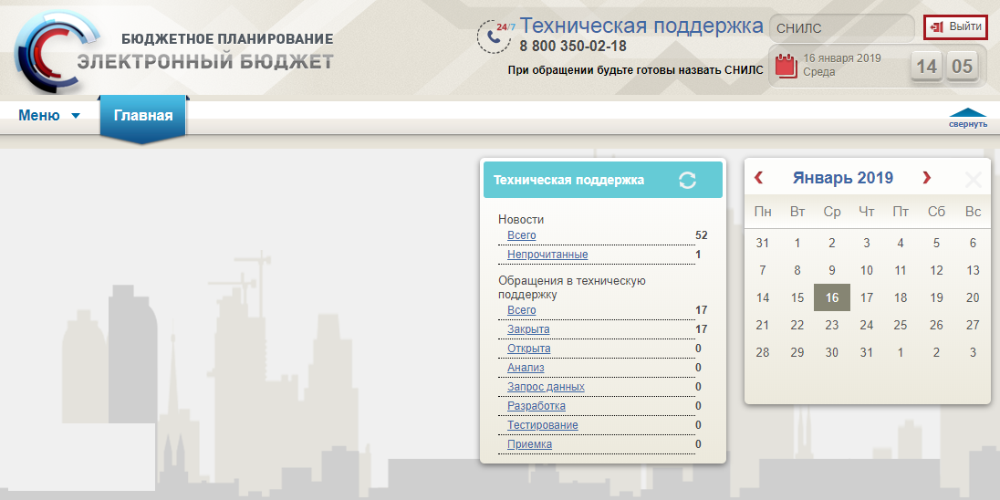 БЮДЖЕТНОЕ ПЛАНИРОВАНИЕ
ЭЛЕКТРОННЫЙ БЮДЖЕТ
24/7
Техническая поддержка
8 800 350-02-18
При обращении будьте готовы назвать СНИЛС
СНИЛС
Выйти
16 января 2019
Среда
14 05
Меню
Главная
свернуть
Техническая поддержка
Новости
Всего 52
Непрочитанные 1
Обращения в техническую
поддержку
Всего 17
Закрыта 17
Открыта 0
Анализ 0
Запрос данных 0
Разработка 0
Тестирование 0
Приемка 0
Январь 2019
Пн Вт Ср Чт Пт Сб Вс
31 1 2 3 4 5 6
7 8 9 10 11 12 13
14 15 16 17 18 19 20
21 22 23 24 25 26 27
28 29 30 31 1 2 3